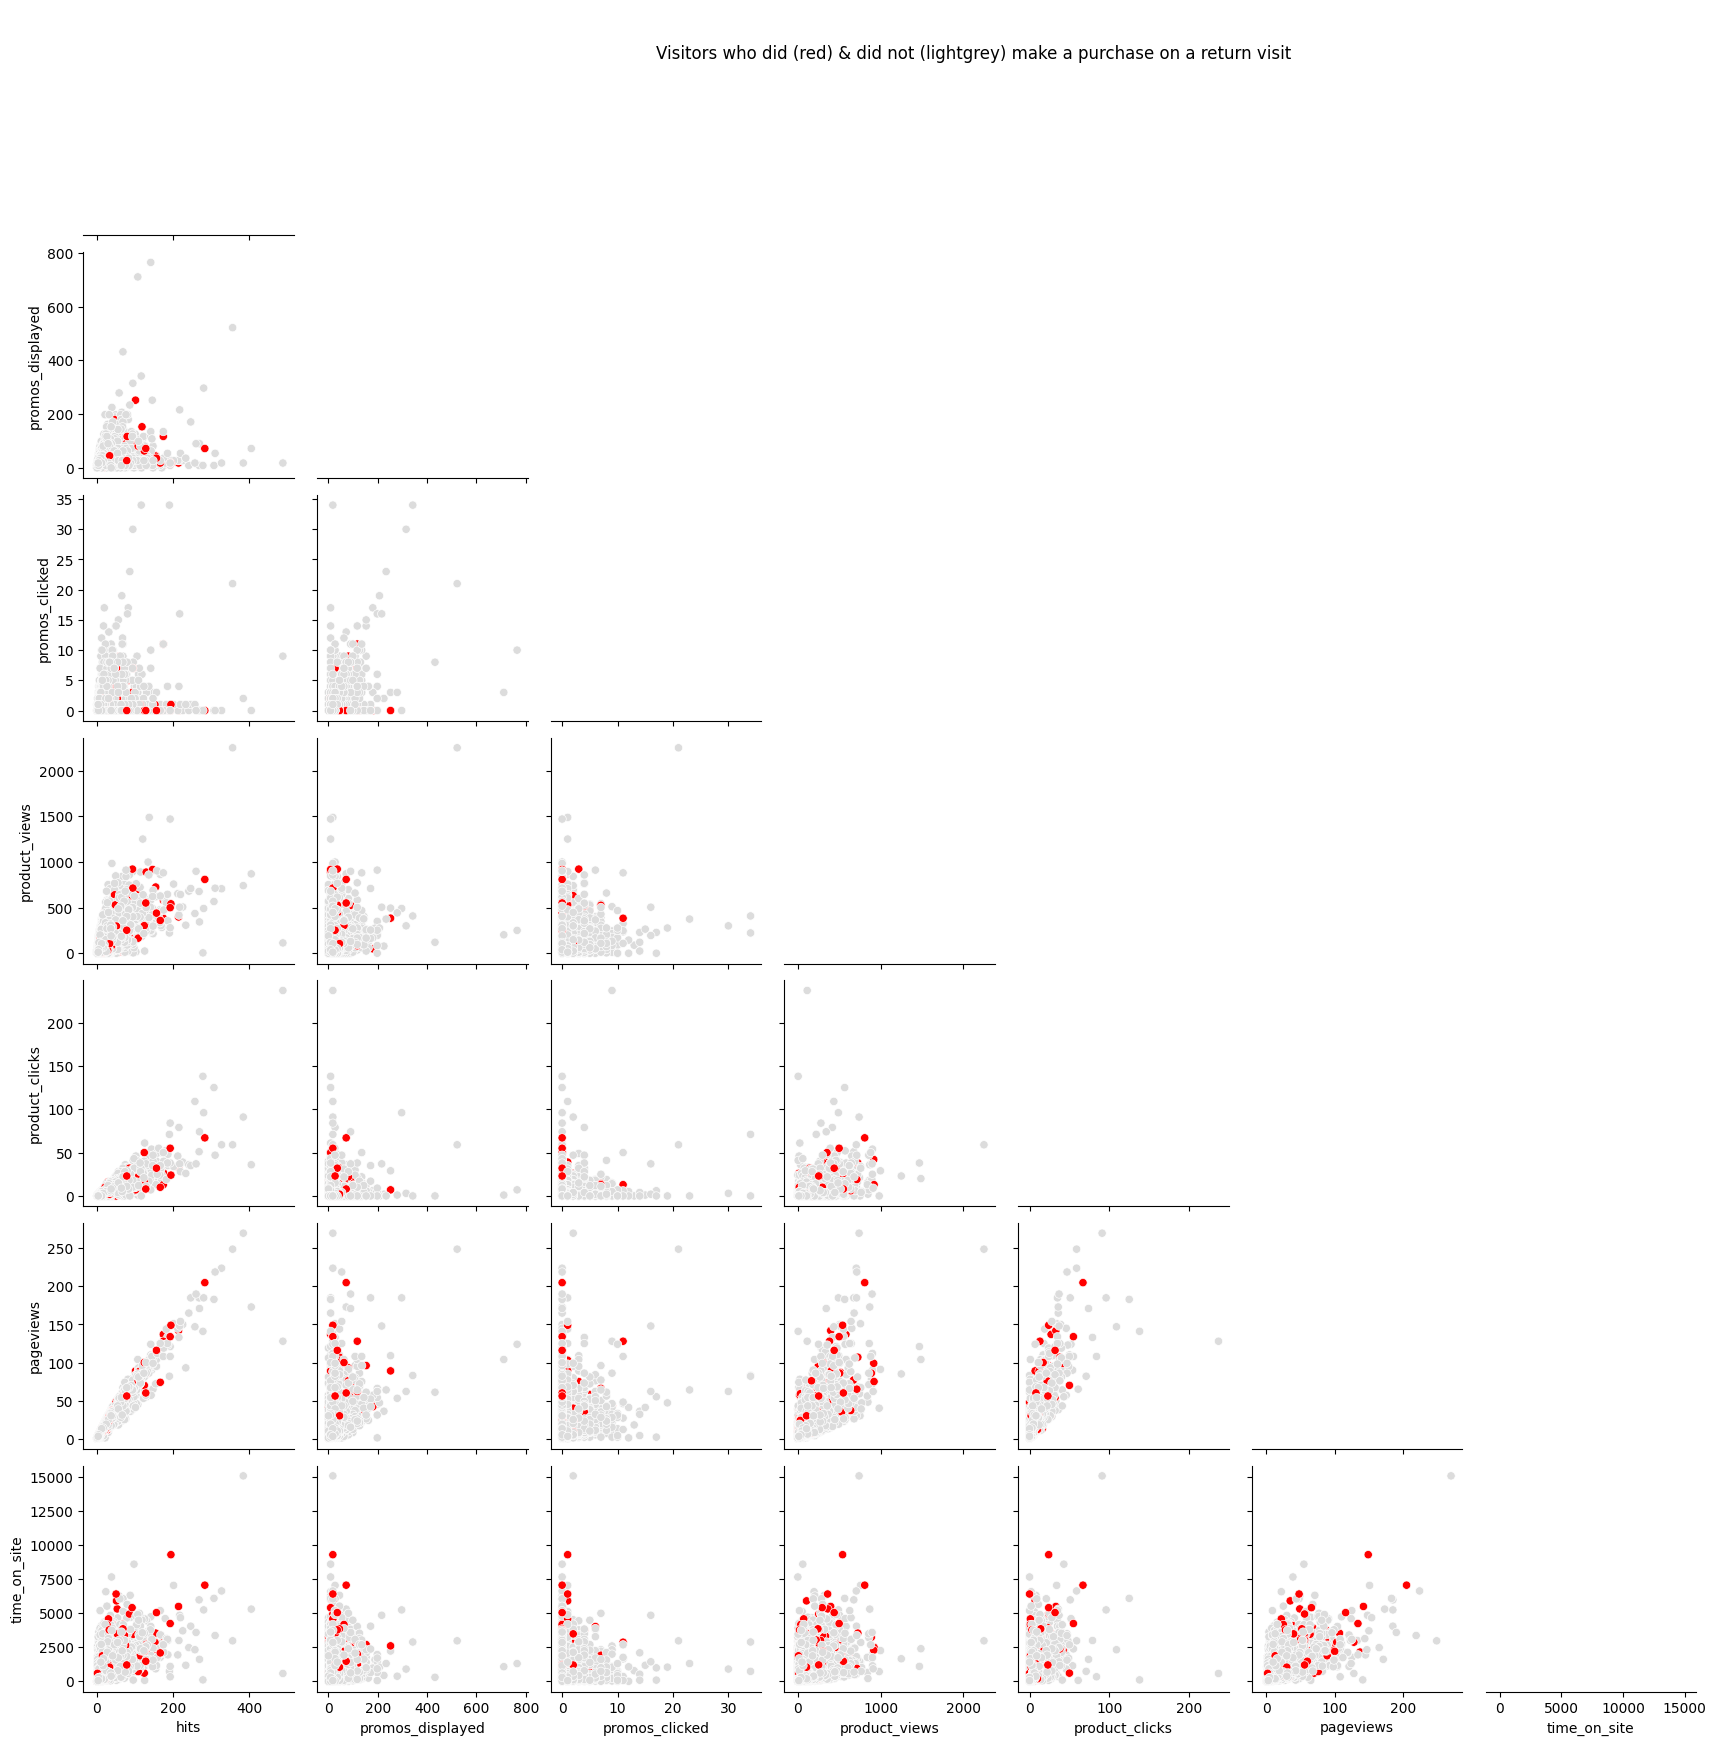 Visitors who did (red) & did not (lightgrey) make a purchase on a return visit
800
600
400
200
0
promos_displayed
35
30
25
20
15
10
5
0
promos_clicked
2000
1500
1000
500
0
product_views
200
150
100
50
0
product_clicks
250
200
150
100
50
0
pageviews
15000
12500
10000
7500
5000
2500
0
time_on_site
0 200 400
hits
0 200 400 600 800
promos_displayed
0 10 20 30
promos_clicked
0 1000 2000
product_views
0 100 200
product_clicks
0 100 200
pageviews
0 5000 10000 15000
time_on_site